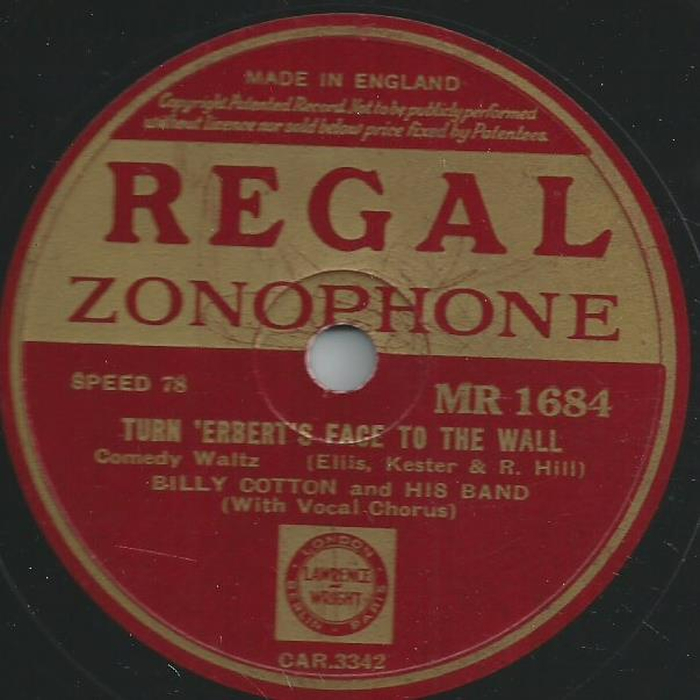 MADE IN ENGLAND
Copyright Patented Record. Not to be publicly performed
without licence nor sold below price fixed by Patentees.
REGAL
ZONOPHONE
SPEED 78
MR 1684
TURN 'ERBERT'S FACE TO THE WALL
Comedy Waltz (Ellis, Kester & R. Hill)
BILLY COTTON and HIS BAND
(With Vocal Chorus)
LONDON
LAWRENCE
WRIGHT
BERLIN PARIS
CAR.3342